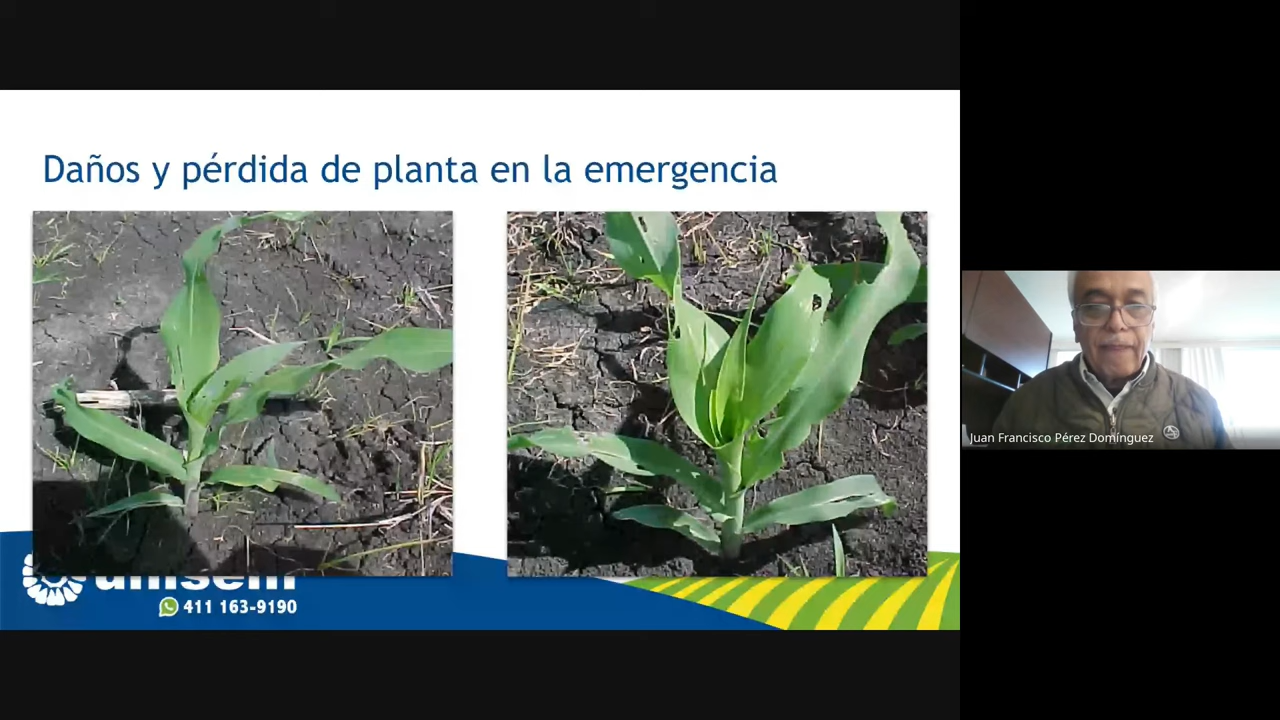 Daños y pérdida de planta en la emergencia
411 163-9190
Juan Francisco Pérez Domínguez